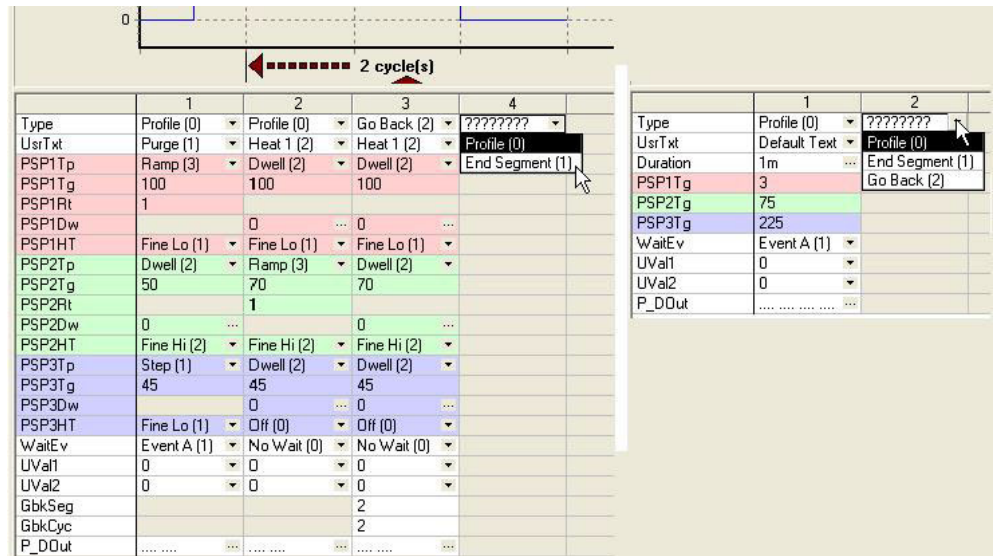 0
2 cycle(s)
1 2 3 4
Type Profile (0) Profile (0) Go Back (2) ????????
UsrTxt Purge (1) Heat 1 (2) Heat 1 (2) Profile (0)
PSP1Tp Ramp (3) Dwell (2) Dwell (2) End Segment (1)
PSP1Tg 100 100 100
PSP1Rt 1
PSP1Dw 0 ... 0 ...
PSP1HT Fine Lo (1) Fine Lo (1) Fine Lo (1)
PSP2Tp Dwell (2) Ramp (3) Dwell (2)
PSP2Tg 50 70 70
PSP2Rt 1
PSP2Dw 0 ... 0 ...
PSP2HT Fine Hi (2) Fine Hi (2) Fine Hi (2)
PSP3Tp Step (1) Dwell (2) Dwell (2)
PSP3Tg 45 45 45
PSP3Dw 0 ... 0 ...
PSP3HT Fine Lo (1) Off (0) Off (0)
WaitEv Event A (1) No Wait (0) No Wait (0)
UVal1 0 0 0
UVal2 0 0 0
GbkSeg 2
GbkCyc 2
P_DOut .... .... ... .... .... ... .... .... ...
1 2
Type Profile (0) ????????
UsrTxt Default Text Profile (0)
Duration 1m ... End Segment (1)
PSP1Tg 3 Go Back (2)
PSP2Tg 75
PSP3Tg 225
WaitEv Event A (1)
UVal1 0
UVal2 0
P_DOut .... .... .... .... ...